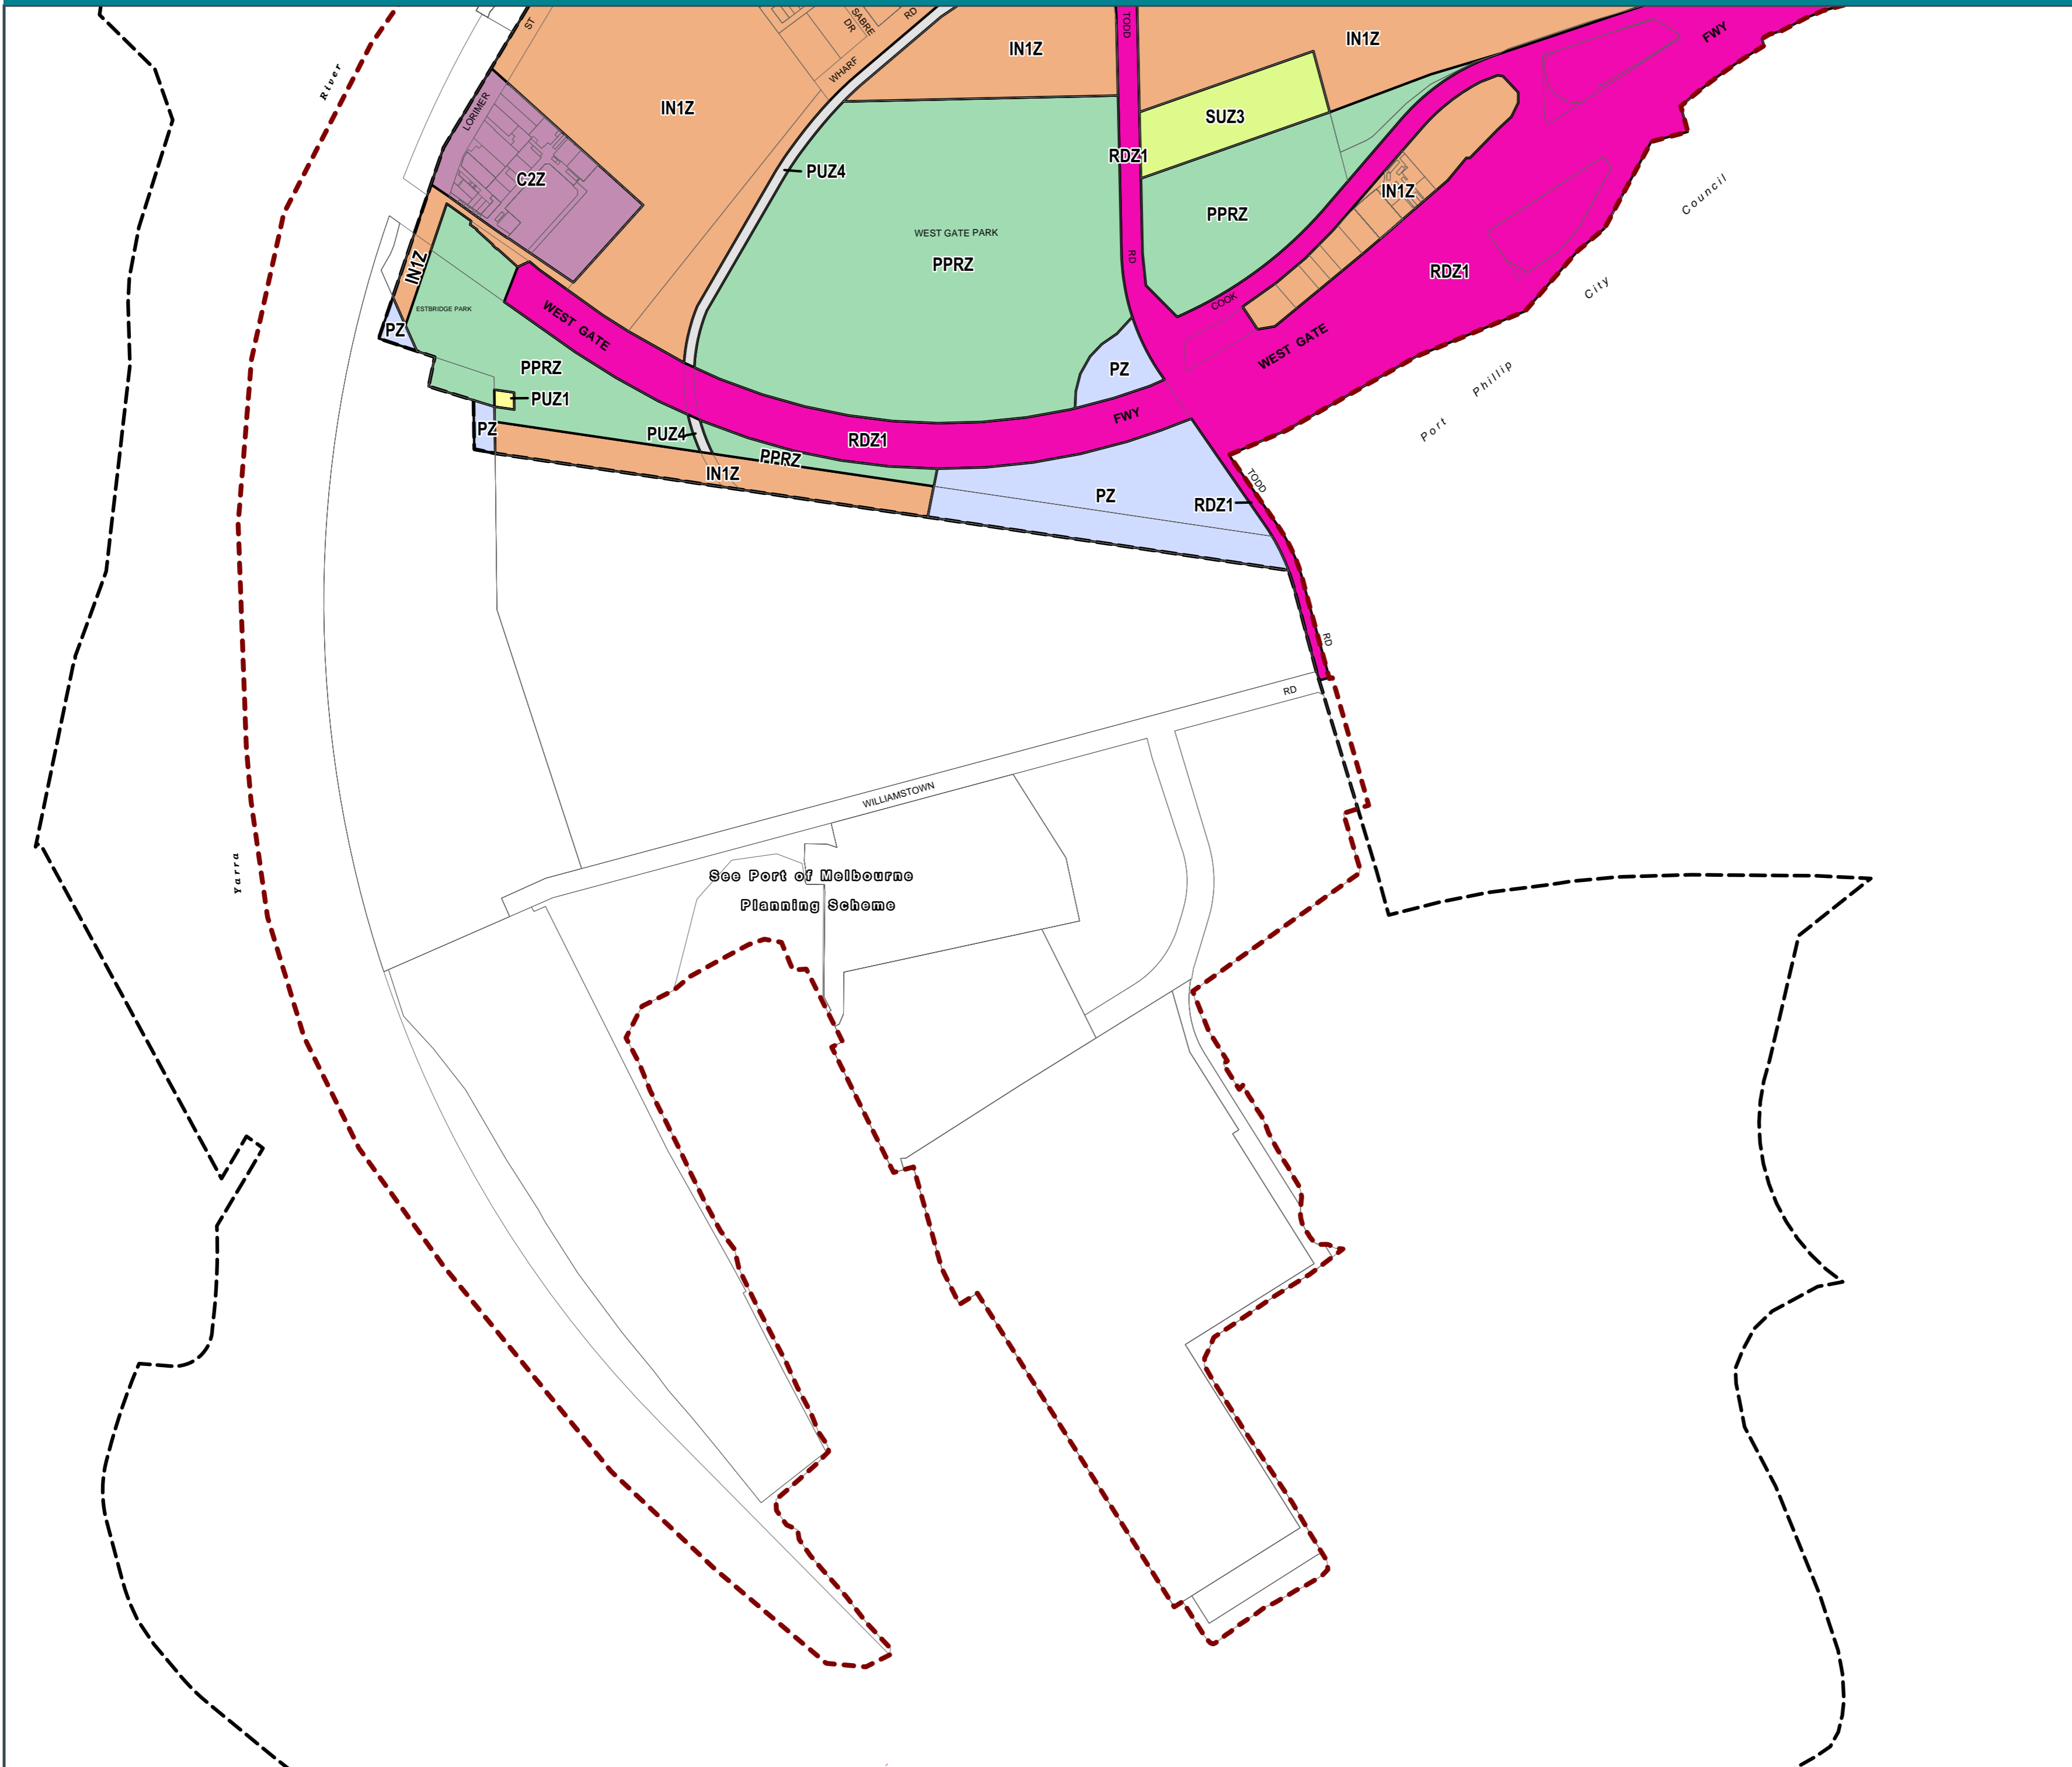 ST
SABRE
DR
RD
TODD
FWY
IN1Z
IN1Z
IN1Z
River
WHARF
LORIMER
SUZ3
RDZ1
C2Z
PUZ4
IN1Z
Council
PPRZ
WEST GATE PARK
PPRZ
RD
IN1Z
RDZ1
City
COOK
ESTBRIDGE PARK
WEST GATE
PZ
WEST GATE
PPRZ
PZ
Phillip
PUZ1
FWY
PZ
PUZ4
RDZ1
Port
PPRZ
IN1Z
PZ
TODD
RDZ1
RD
RD
WILLIAMSTOWN
Yarra
See Port of Melbourne
Planning Scheme